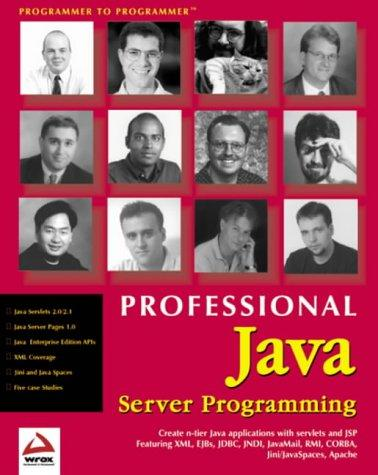 PROGRAMMER TO PROGRAMMER™
PROFESSIONAL
Java
Server Programming
Java Servlets 2.0/2.1
Java Server Pages 1.0
Java Enterprise Edition APIs
XML Coverage
Jini and Java Spaces
Five case Studies
Create n-tier Java applications with servlets and JSP
Featuring XML, EJBs, JDBC, JNDI, JavaMail, RMI, CORBA,
Jini/JavaSpaces, Apache
wrox